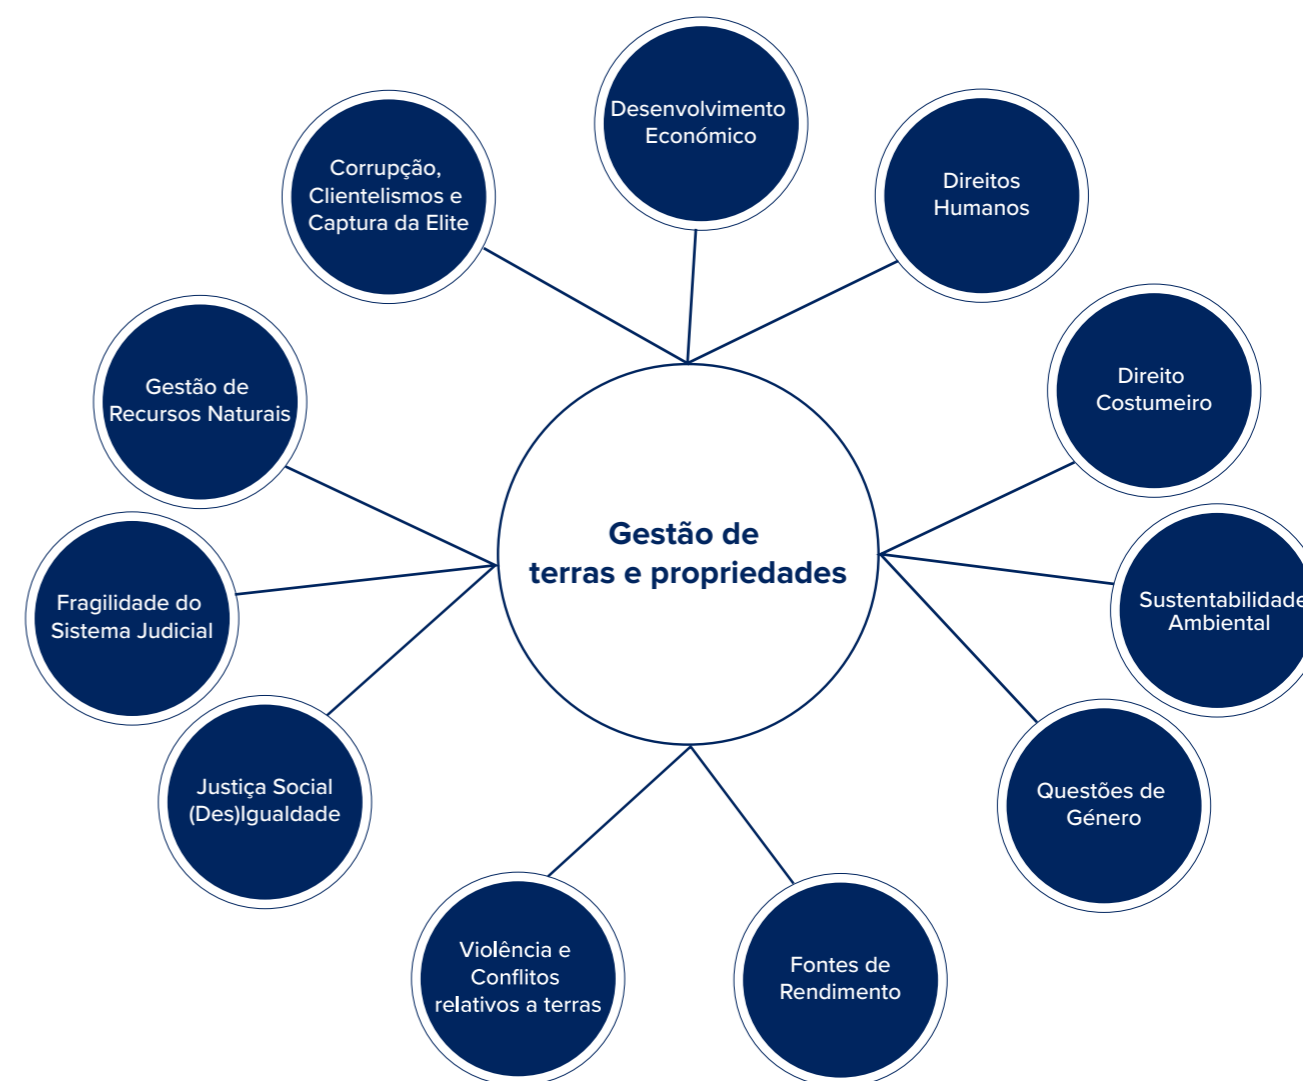 Desenvolvimento
Económico
Corrupção,
Clientelismos e
Captura da Elite
Direitos
Humanos
Gestão de
Recursos Naturais
Direito
Costumeiro
Gestão de
terras e propriedades
Fragilidade do
Sistema Judicial
Sustentabilidade
Ambiental
Justiça Social
(Des)Igualdade
Questões de
Género
Violência e
Conflitos
relativos a terras
Fontes de
Rendimento